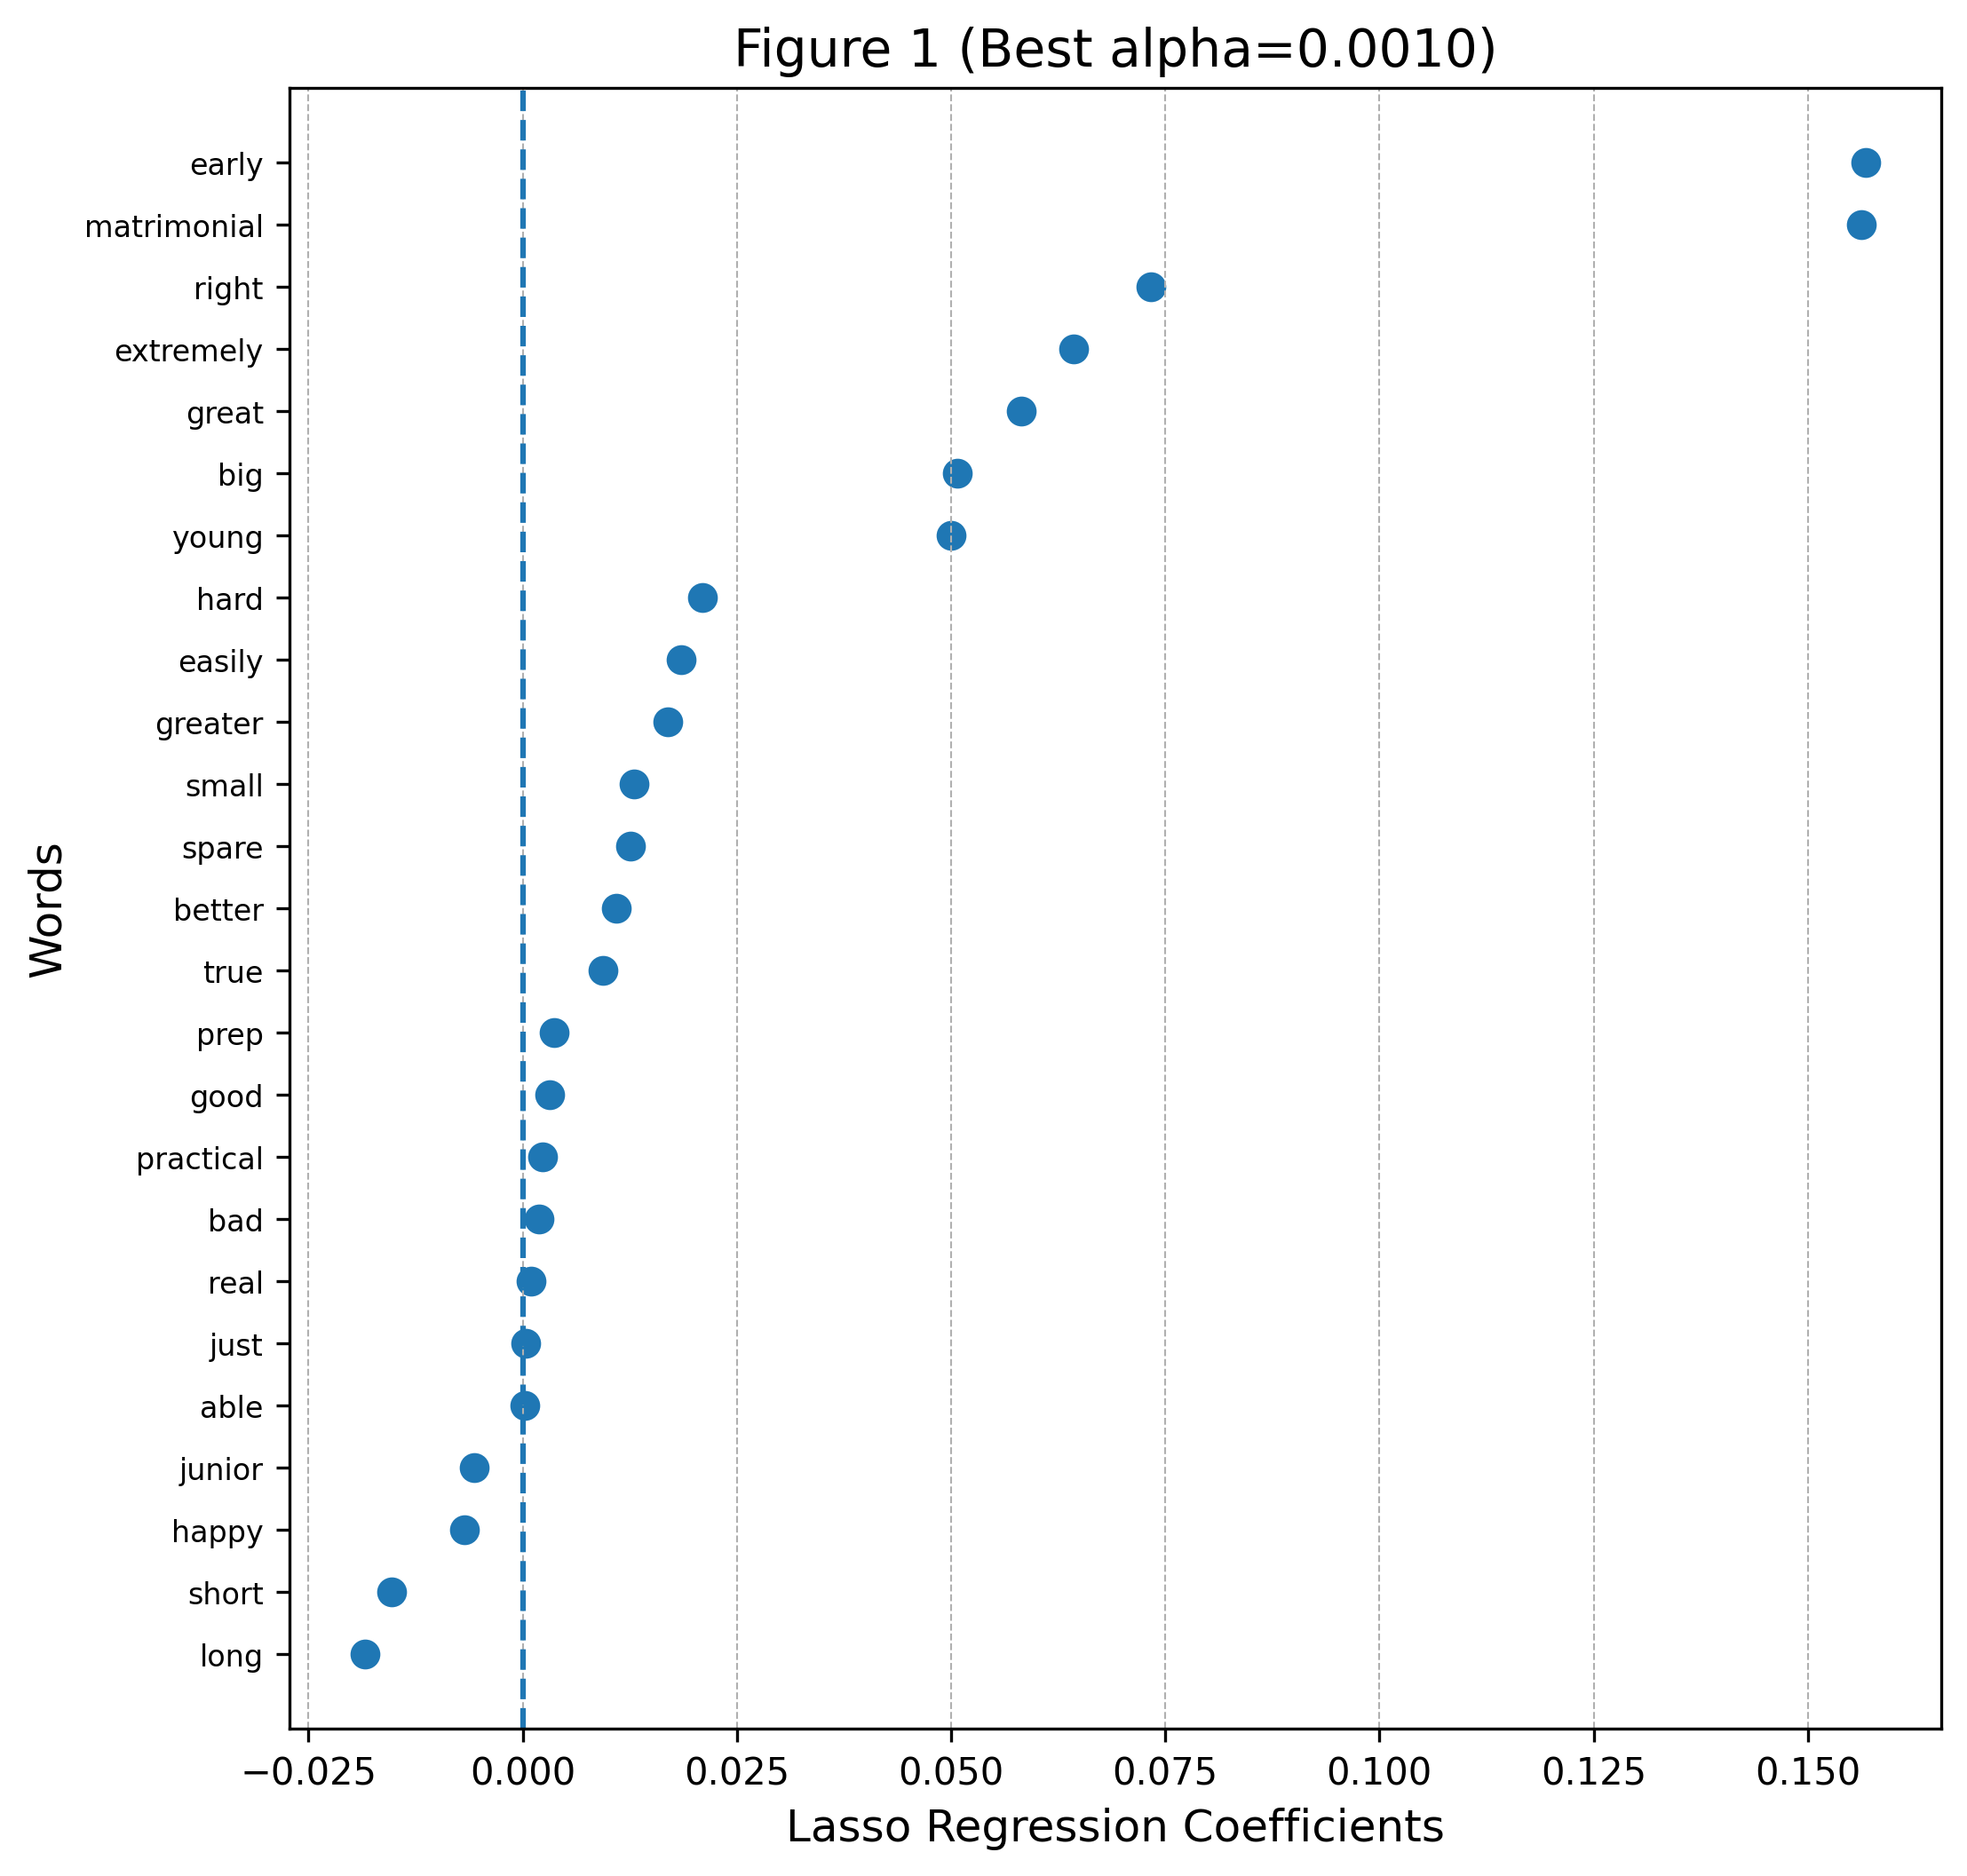 Figure 1 (Best alpha=0.0010)
early
matrimonial
right
extremely
great
big
young
hard
easily
greater
small
spare
better
true
prep
good
practical
bad
real
just
able
junior
happy
short
long
Words
−0.025 0.000 0.025 0.050 0.075 0.100 0.125 0.150
Lasso Regression Coefficients